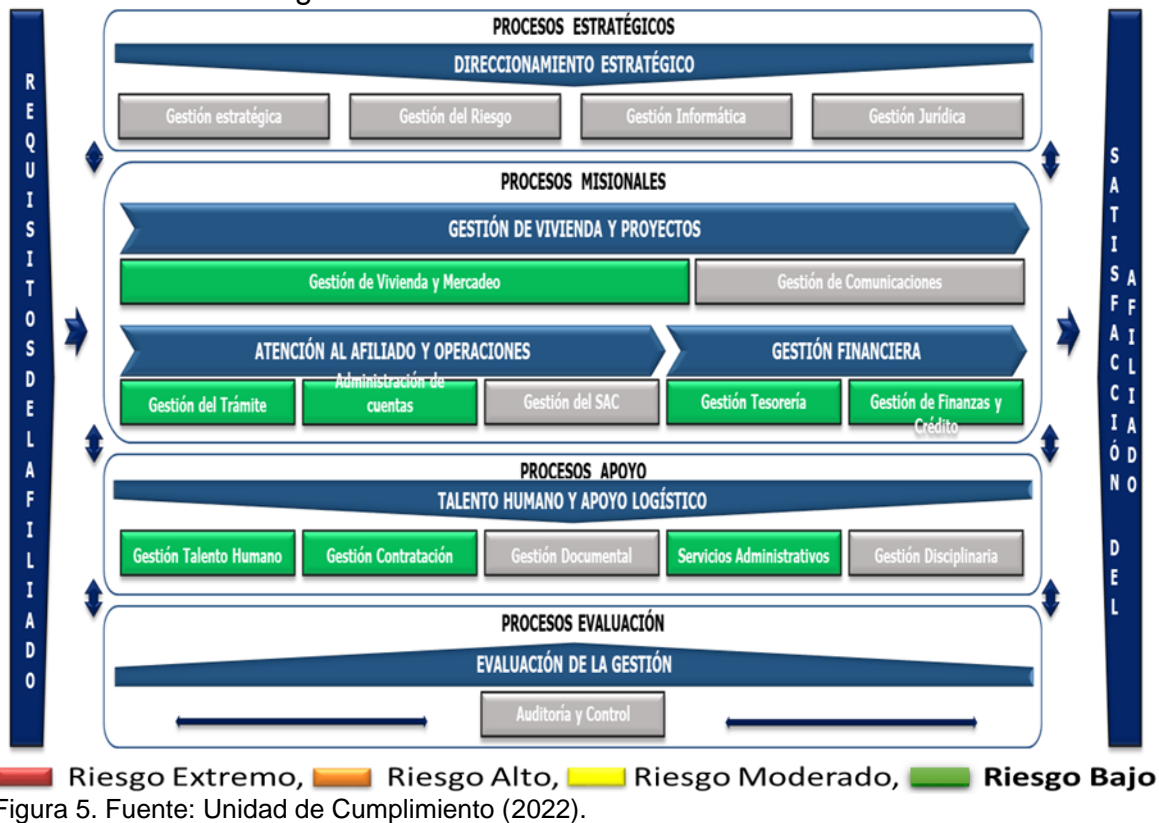 PROCESOS ESTRATÉGICOS
DIRECCIONAMIENTO ESTRATÉGICO
Gestión estratégica
Gestión del Riesgo
Gestión Informática
Gestión Jurídica
REQUISITOS DEL AFILIADO
PROCESOS MISIONALES
GESTIÓN DE VIVIENDA Y PROYECTOS
Gestión de Vivienda y Mercadeo
Gestión de Comunicaciones
ATENCIÓN AL AFILIADO Y OPERACIONES
GESTIÓN FINANCIERA
Gestión del Trámite
Administración de
cuentas
Gestión del SAC
Gestión Tesorería
Gestión de Finanzas y
Crédito
PROCESOS APOYO
TALENTO HUMANO Y APOYO LOGÍSTICO
Gestión Talento Humano
Gestión Contratación
Gestión Documental
Servicios Administrativos
Gestión Disciplinaria
PROCESOS EVALUACIÓN
EVALUACIÓN DE LA GESTIÓN
Auditoría y Control
SATISFACCIÓN DEL
AFILIADO
Riesgo Extremo, Riesgo Alto, Riesgo Moderado, Riesgo Bajo
Figura 5. Fuente: Unidad de Cumplimiento (2022).